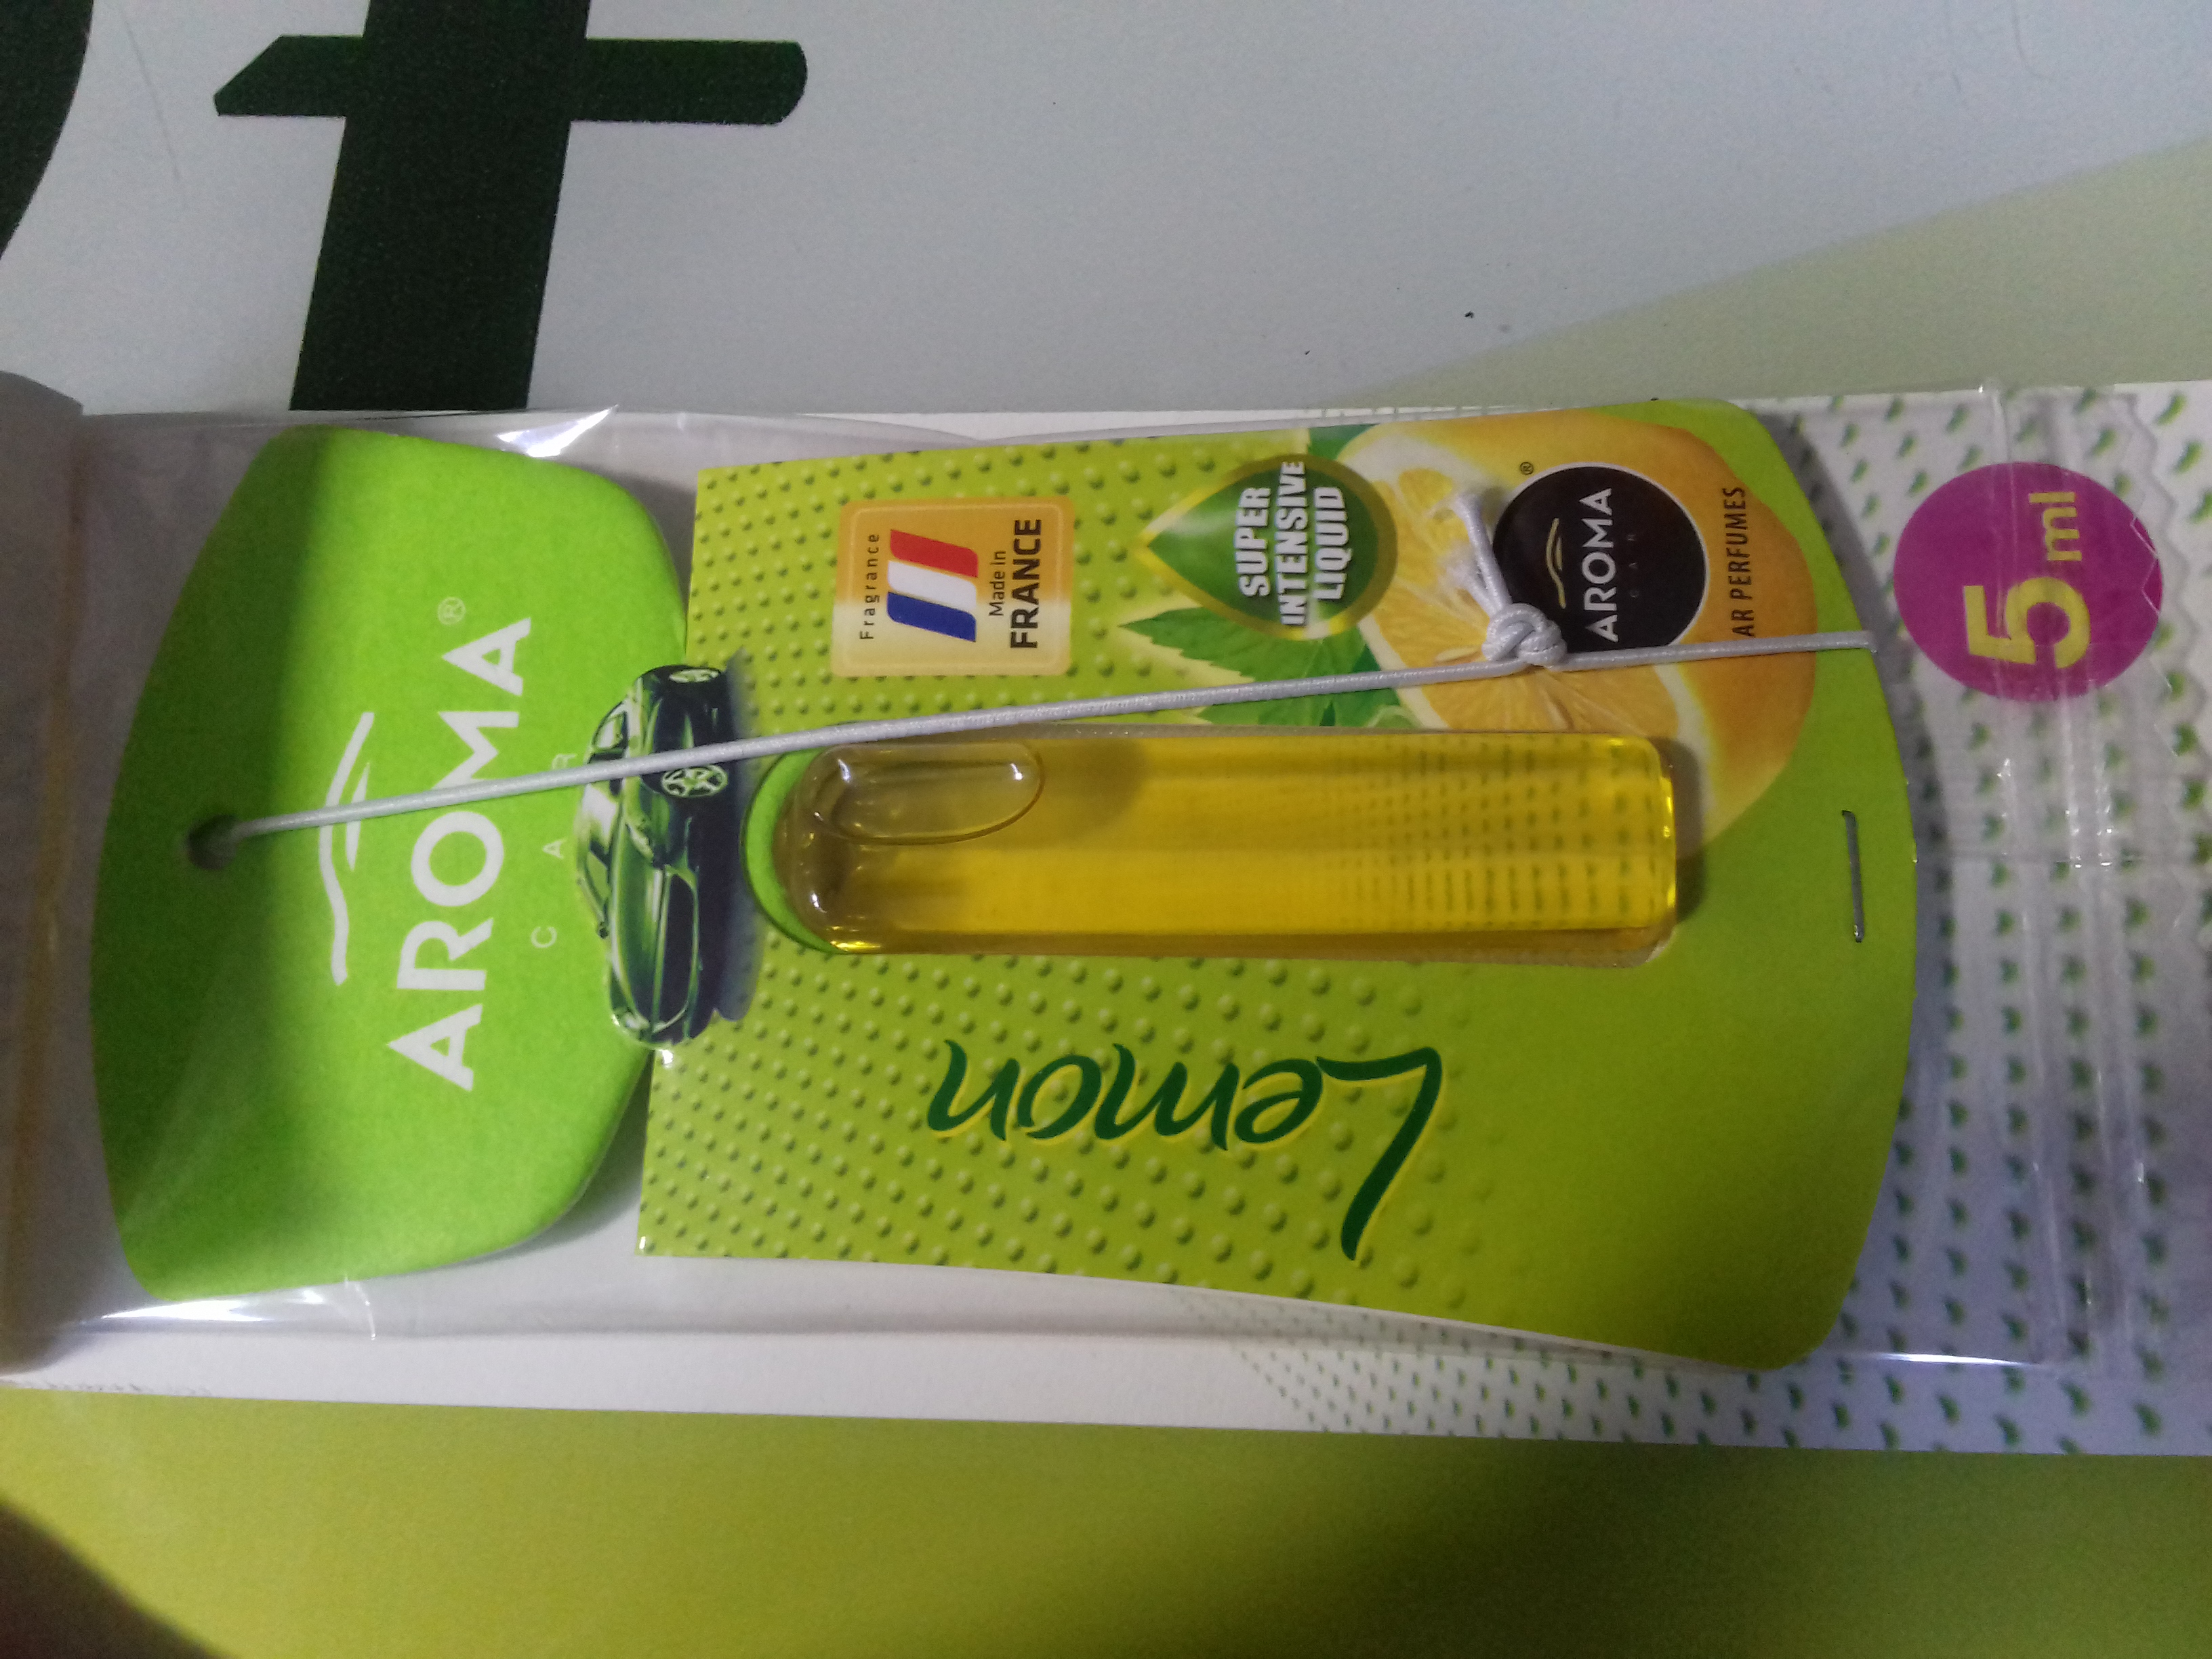 AROMA®
CAR
Fragrance
Made in
FRANCE
SUPER
INTENSIVE
LIQUID
AROMA®
CAR
AR PERFUMES
Lemon
5 ml